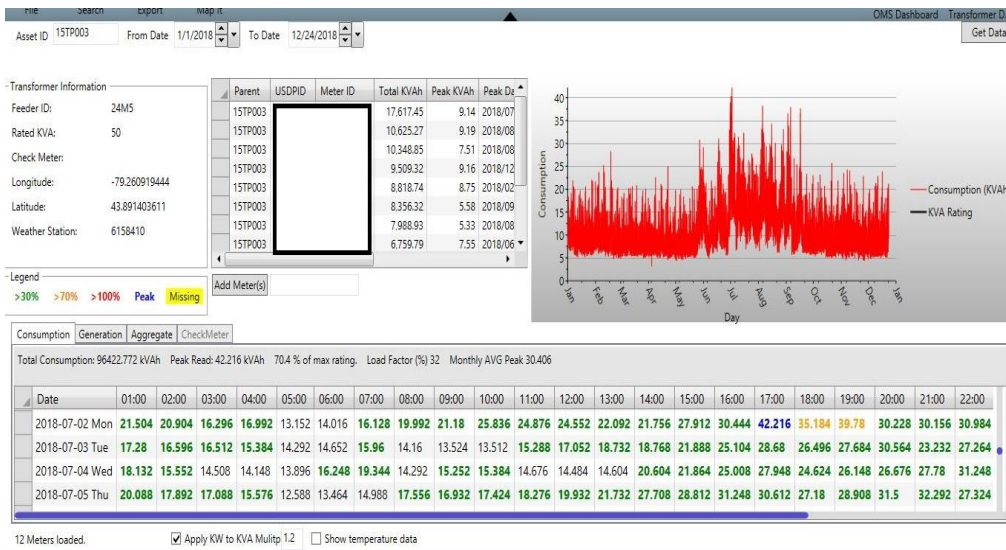 File Search Export Map It
OMS Dashboard Transformer D
Asset ID 15TP003 From Date 1/1/2018 To Date 12/24/2018 Get Data
Transformer Information
Feeder ID: 24M5
Rated KVA: 50
Check Meter:
Longitude: -79.260919444
Latitude: 43.891403611
Weather Station: 6158410
Legend
>30% >70% >100% Peak Missing
Parent USDPID Meter ID Total KVAh Peak KVAh Peak Da
15TP003 17,617.45 9.14 2018/07
15TP003 10,625.27 9.19 2018/08
15TP003 10,348.85 7.51 2018/08
15TP003 9,509.32 9.16 2018/12
15TP003 8,818.74 8.75 2018/02
15TP003 8,356.32 5.58 2018/09
15TP003 7,988.93 5.33 2018/08
15TP003 6,759.79 7.55 2018/06
Add Meter(s)
Consumption
40
35
30
25
20
15
10
5
0
Jan Feb Mar Apr May Jun Jul Aug Sep Oct Nov Dec Jan
Day
Consumption (KVAh
KVA Rating
Consumption Generation Aggregate CheckMeter
Total Consumption: 96422.772 kVAh Peak Read: 42.216 kVAh 70.4 % of max rating. Load Factor (%) 32 Monthly AVG Peak 30.406
Date 01:00 02:00 03:00 04:00 05:00 06:00 07:00 08:00 09:00 10:00 11:00 12:00 13:00 14:00 15:00 16:00 17:00 18:00 19:00 20:00 21:00 22:00
2018-07-02 Mon 21.504 20.904 16.296 16.992 13.152 14.016 16.128 19.992 21.18 25.836 24.876 24.552 22.092 21.756 27.912 30.444 42.216 35.184 39.78 30.228 30.156 30.984
2018-07-03 Tue 17.28 16.596 16.512 15.384 14.292 14.652 15.96 14.16 13.524 13.512 15.288 17.052 18.732 18.768 21.888 25.104 28.68 26.496 27.684 30.564 23.232 27.264
2018-07-04 Wed 18.132 15.552 14.508 14.148 13.896 16.248 19.344 14.292 15.252 15.384 14.676 14.484 14.604 20.604 21.864 25.008 27.948 24.624 26.148 26.676 27.78 31.248
2018-07-05 Thu 20.088 17.892 17.088 15.576 12.588 13.464 14.988 17.556 16.932 17.424 18.276 19.932 21.732 27.708 28.812 31.248 30.612 27.18 28.908 31.5 32.292 27.324
12 Meters loaded. Apply KW to KVA Mulitp 1.2 Show temperature data